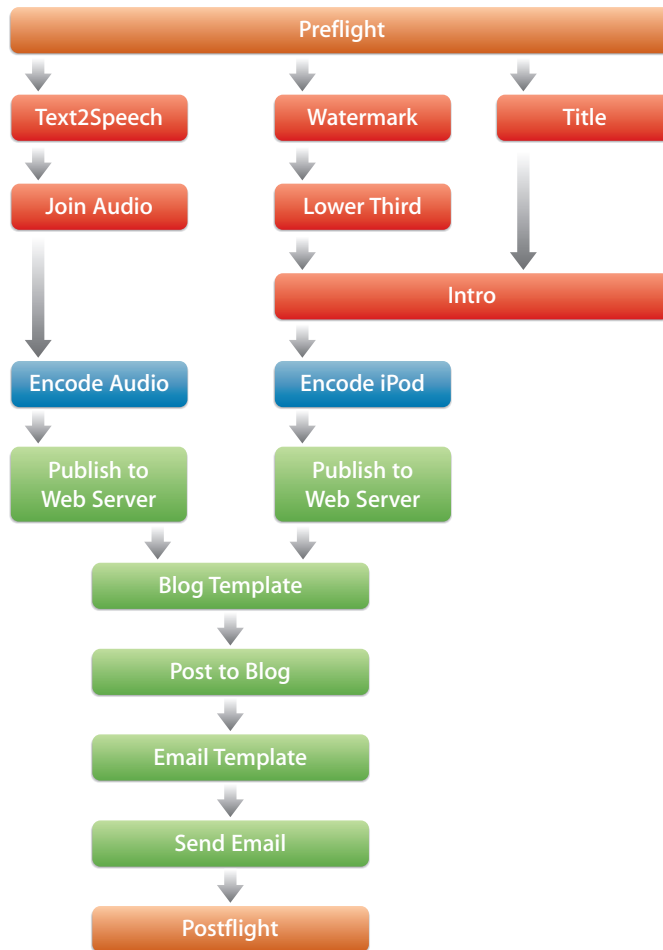 Preflight
Text2Speech
Watermark
Title
Join Audio
Lower Third
Intro
Encode Audio
Encode iPod
Publish to
Web Server
Publish to
Web Server
Blog Template
Post to Blog
Email Template
Send Email
Postflight